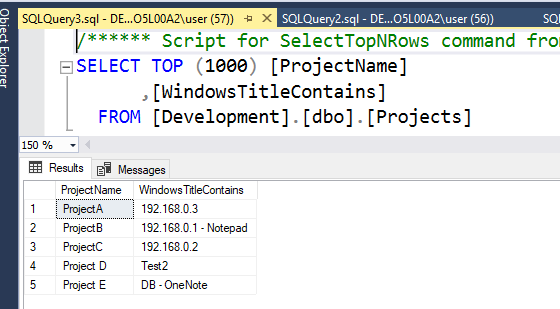 SQLQuery3.sql - DE...O5L00A2\user (57))
SQLQuery2.sql - DE...O5L00A2\user (56))
Object Explorer
/****** Script for SelectTopNRows command fro
SELECT TOP (1000) [ProjectName]
,[WindowsTitleContains]
FROM [Development].[dbo].[Projects]
150 %
Results Messages
ProjectName WindowsTitleContains
1 ProjectA 192.168.0.3
2 ProjectB 192.168.0.1 - Notepad
3 ProjectC 192.168.0.2
4 Project D Test2
5 Project E DB - OneNote